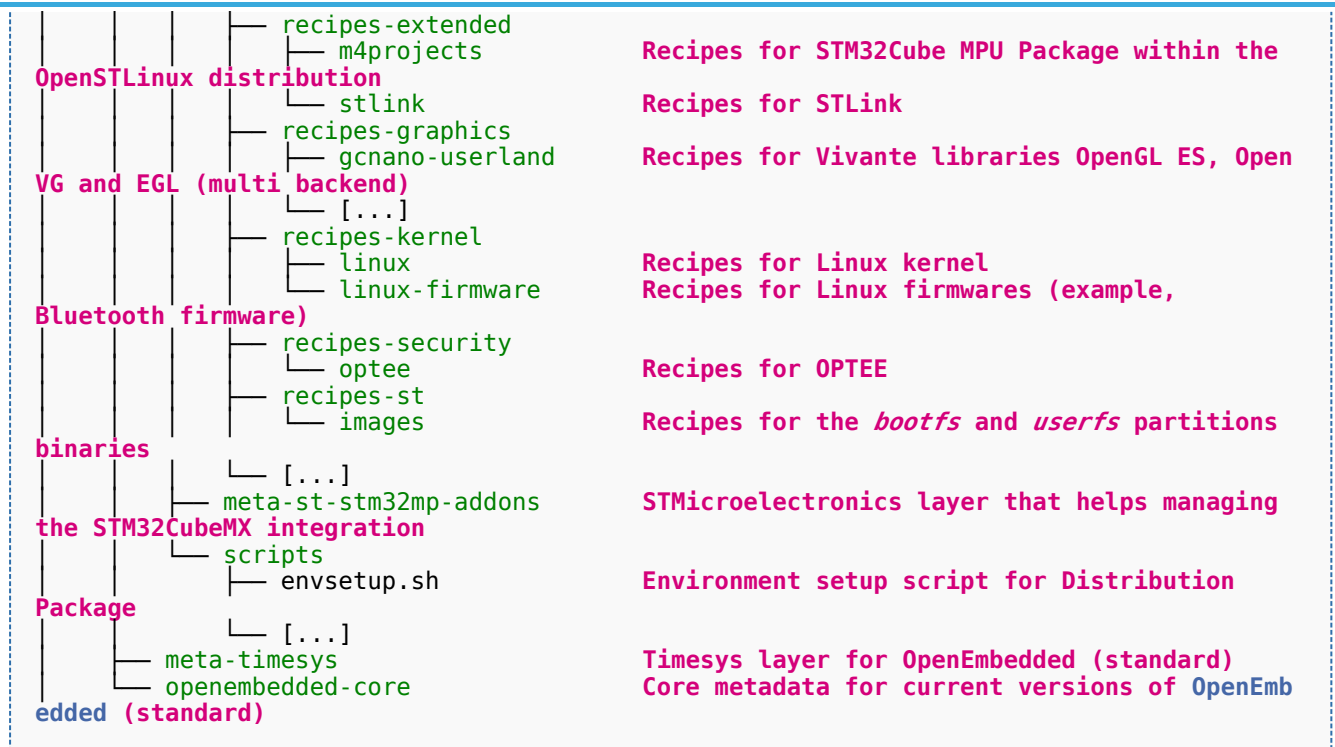 │     │    │    ├── recipes-extended
│     │    │    │   ├── m4projects           Recipes for STM32Cube MPU Package within the
OpenSTLinux distribution
│     │    │    │   └── stlink               Recipes for STLink
│     │    │    ├── recipes-graphics
│     │    │    │   ├── gcnano-userland      Recipes for Vivante libraries OpenGL ES, Open
VG and EGL (multi backend)
│     │    │    │   └── [...]
│     │    │    ├── recipes-kernel
│     │    │    │   ├── linux                Recipes for Linux kernel
│     │    │    │   └── linux-firmware       Recipes for Linux firmwares (example,
Bluetooth firmware)
│     │    │    ├── recipes-security
│     │    │    │   └── optee                Recipes for OPTEE
│     │    │    ├── recipes-st
│     │    │    │   └── images               Recipes for the bootfs and userfs partitions
binaries
│     │    │    └── [...]
│     │    ├── meta-st-stm32mp-addons        STMicroelectronics layer that helps managing
the STM32CubeMX integration
│     │    └── scripts
│     │        ├── envsetup.sh               Environment setup script for Distribution
Package
│     │        └── [...]
│     ├── meta-timesys                       Timesys layer for OpenEmbedded (standard)
│     └── openembedded-core                  Core metadata for current versions of OpenEmb
edded (standard)